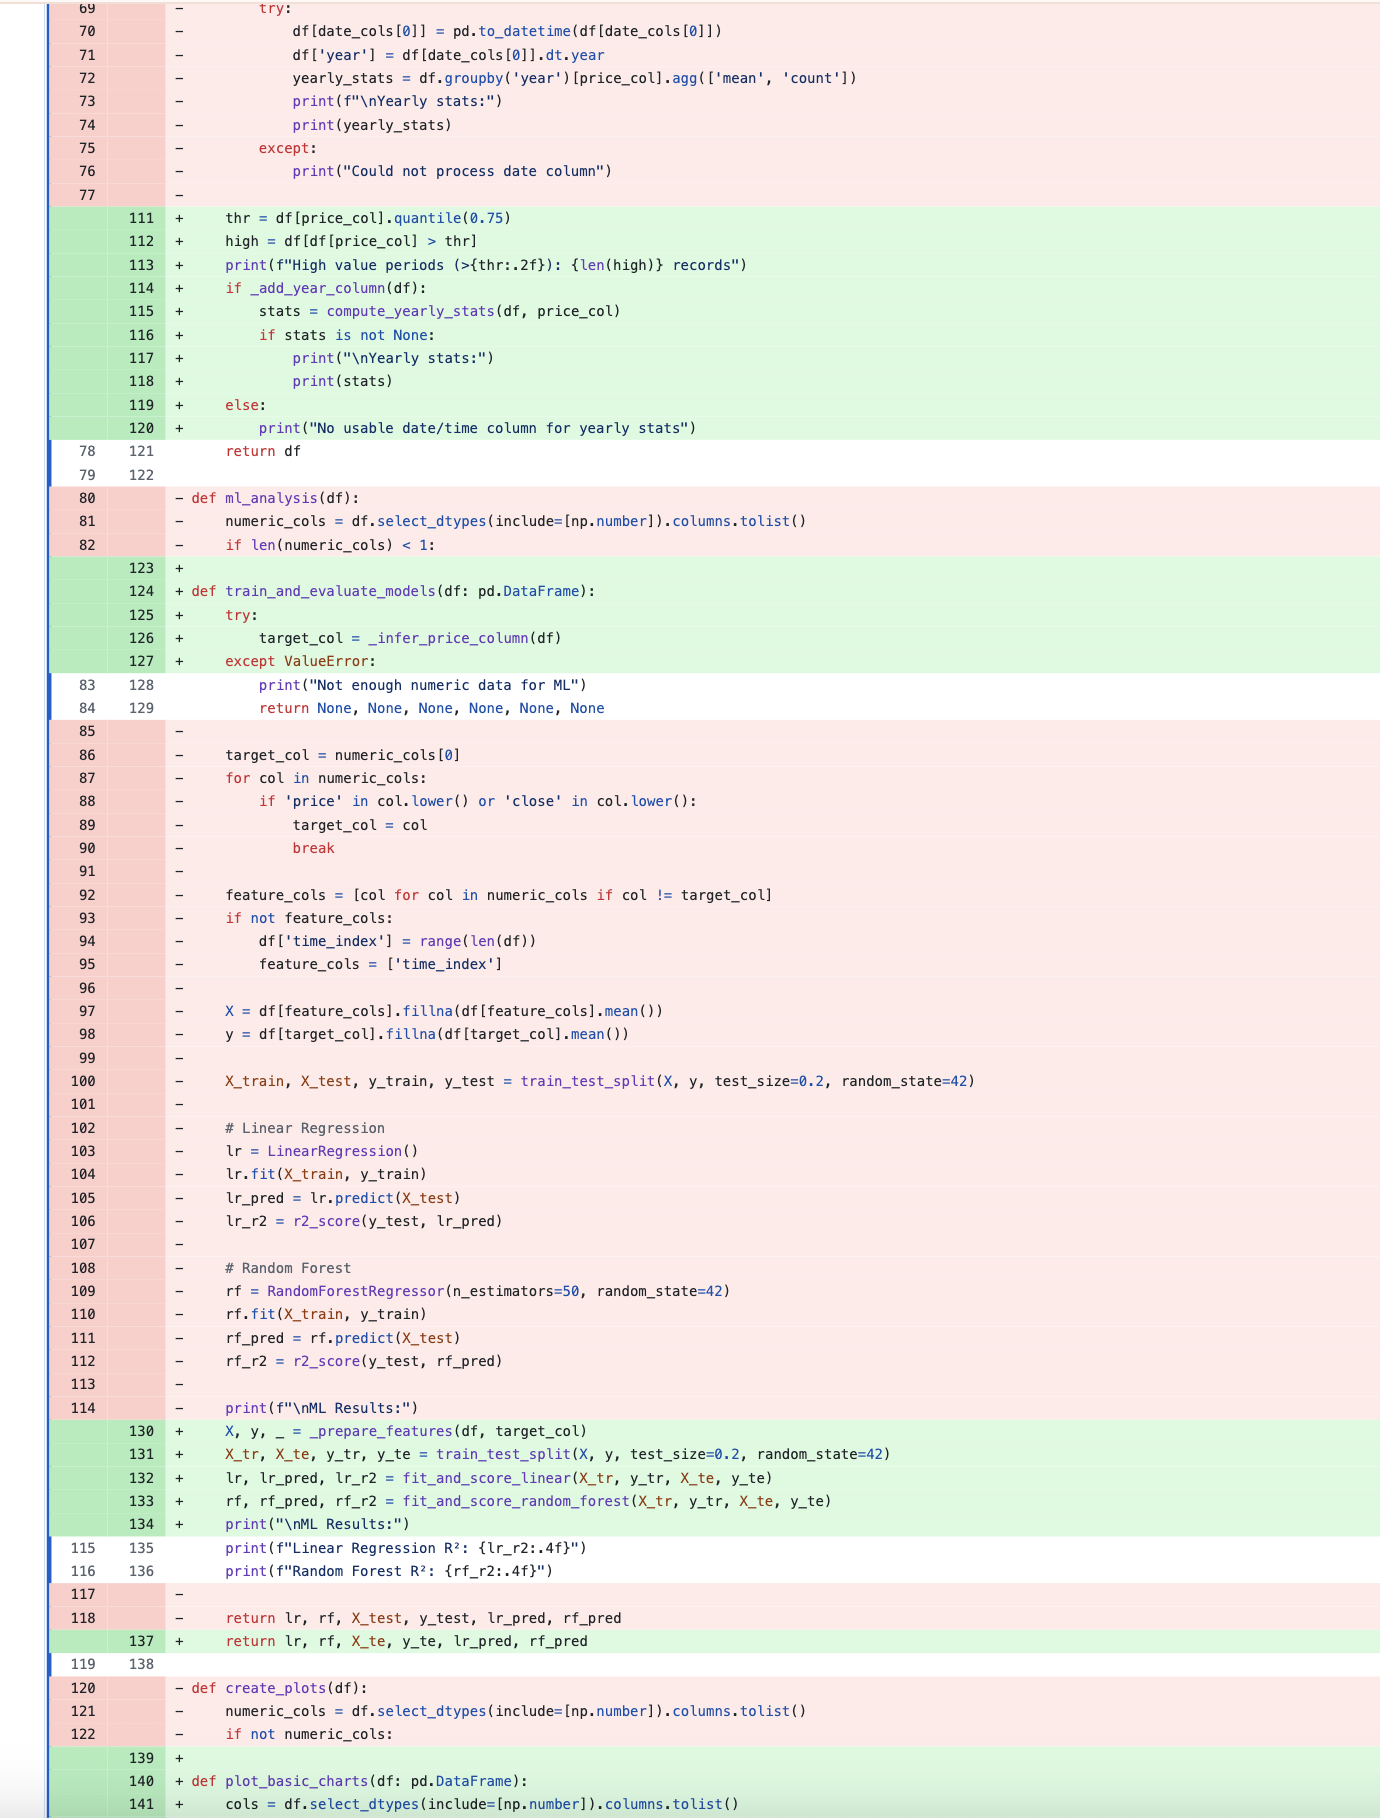 69 - try:
70 - df[date_cols[0]] = pd.to_datetime(df[date_cols[0]])
71 - df['year'] = df[date_cols[0]].dt.year
72 - yearly_stats = df.groupby('year')[price_col].agg(['mean', 'count'])
73 - print(f"\nYearly stats:")
74 - print(yearly_stats)
75 - except:
76 - print("Could not process date column")
77 -
111 + thr = df[price_col].quantile(0.75)
112 + high = df[df[price_col] > thr]
113 + print(f"High value periods (>{thr:.2f}): {len(high)} records")
114 + if _add_year_column(df):
115 + stats = compute_yearly_stats(df, price_col)
116 + if stats is not None:
117 + print("\nYearly stats:")
118 + print(stats)
119 + else:
120 + print("No usable date/time column for yearly stats")
78 121 return df
79 122
80 - def ml_analysis(df):
81 - numeric_cols = df.select_dtypes(include=[np.number]).columns.tolist()
82 - if len(numeric_cols) < 1:
123 +
124 + def train_and_evaluate_models(df: pd.DataFrame):
125 + try:
126 + target_col = _infer_price_column(df)
127 + except ValueError:
83 128 print("Not enough numeric data for ML")
84 129 return None, None, None, None, None, None
85 -
86 - target_col = numeric_cols[0]
87 - for col in numeric_cols:
88 - if 'price' in col.lower() or 'close' in col.lower():
89 - target_col = col
90 - break
91 -
92 - feature_cols = [col for col in numeric_cols if col != target_col]
93 - if not feature_cols:
94 - df['time_index'] = range(len(df))
95 - feature_cols = ['time_index']
96 -
97 - X = df[feature_cols].fillna(df[feature_cols].mean())
98 - y = df[target_col].fillna(df[target_col].mean())
99 -
100 - X_train, X_test, y_train, y_test = train_test_split(X, y, test_size=0.2, random_state=42)
101 -
102 - # Linear Regression
103 - lr = LinearRegression()
104 - lr.fit(X_train, y_train)
105 - lr_pred = lr.predict(X_test)
106 - lr_r2 = r2_score(y_test, lr_pred)
107 -
108 - # Random Forest
109 - rf = RandomForestRegressor(n_estimators=50, random_state=42)
110 - rf.fit(X_train, y_train)
111 - rf_pred = rf.predict(X_test)
112 - rf_r2 = r2_score(y_test, rf_pred)
113 -
114 - print(f"\nML Results:")
130 + X, y, _ = _prepare_features(df, target_col)
131 + X_tr, X_te, y_tr, y_te = train_test_split(X, y, test_size=0.2, random_state=42)
132 + lr, lr_pred, lr_r2 = fit_and_score_linear(X_tr, y_tr, X_te, y_te)
133 + rf, rf_pred, rf_r2 = fit_and_score_random_forest(X_tr, y_tr, X_te, y_te)
134 + print("\nML Results:")
115 135 print(f"Linear Regression R²: {lr_r2:.4f}")
116 136 print(f"Random Forest R²: {rf_r2:.4f}")
117 -
118 - return lr, rf, X_test, y_test, lr_pred, rf_pred
137 + return lr, rf, X_te, y_te, lr_pred, rf_pred
119 138
120 - def create_plots(df):
121 - numeric_cols = df.select_dtypes(include=[np.number]).columns.tolist()
122 - if not numeric_cols:
139 +
140 + def plot_basic_charts(df: pd.DataFrame):
141 + cols = df.select_dtypes(include=[np.number]).columns.tolist()